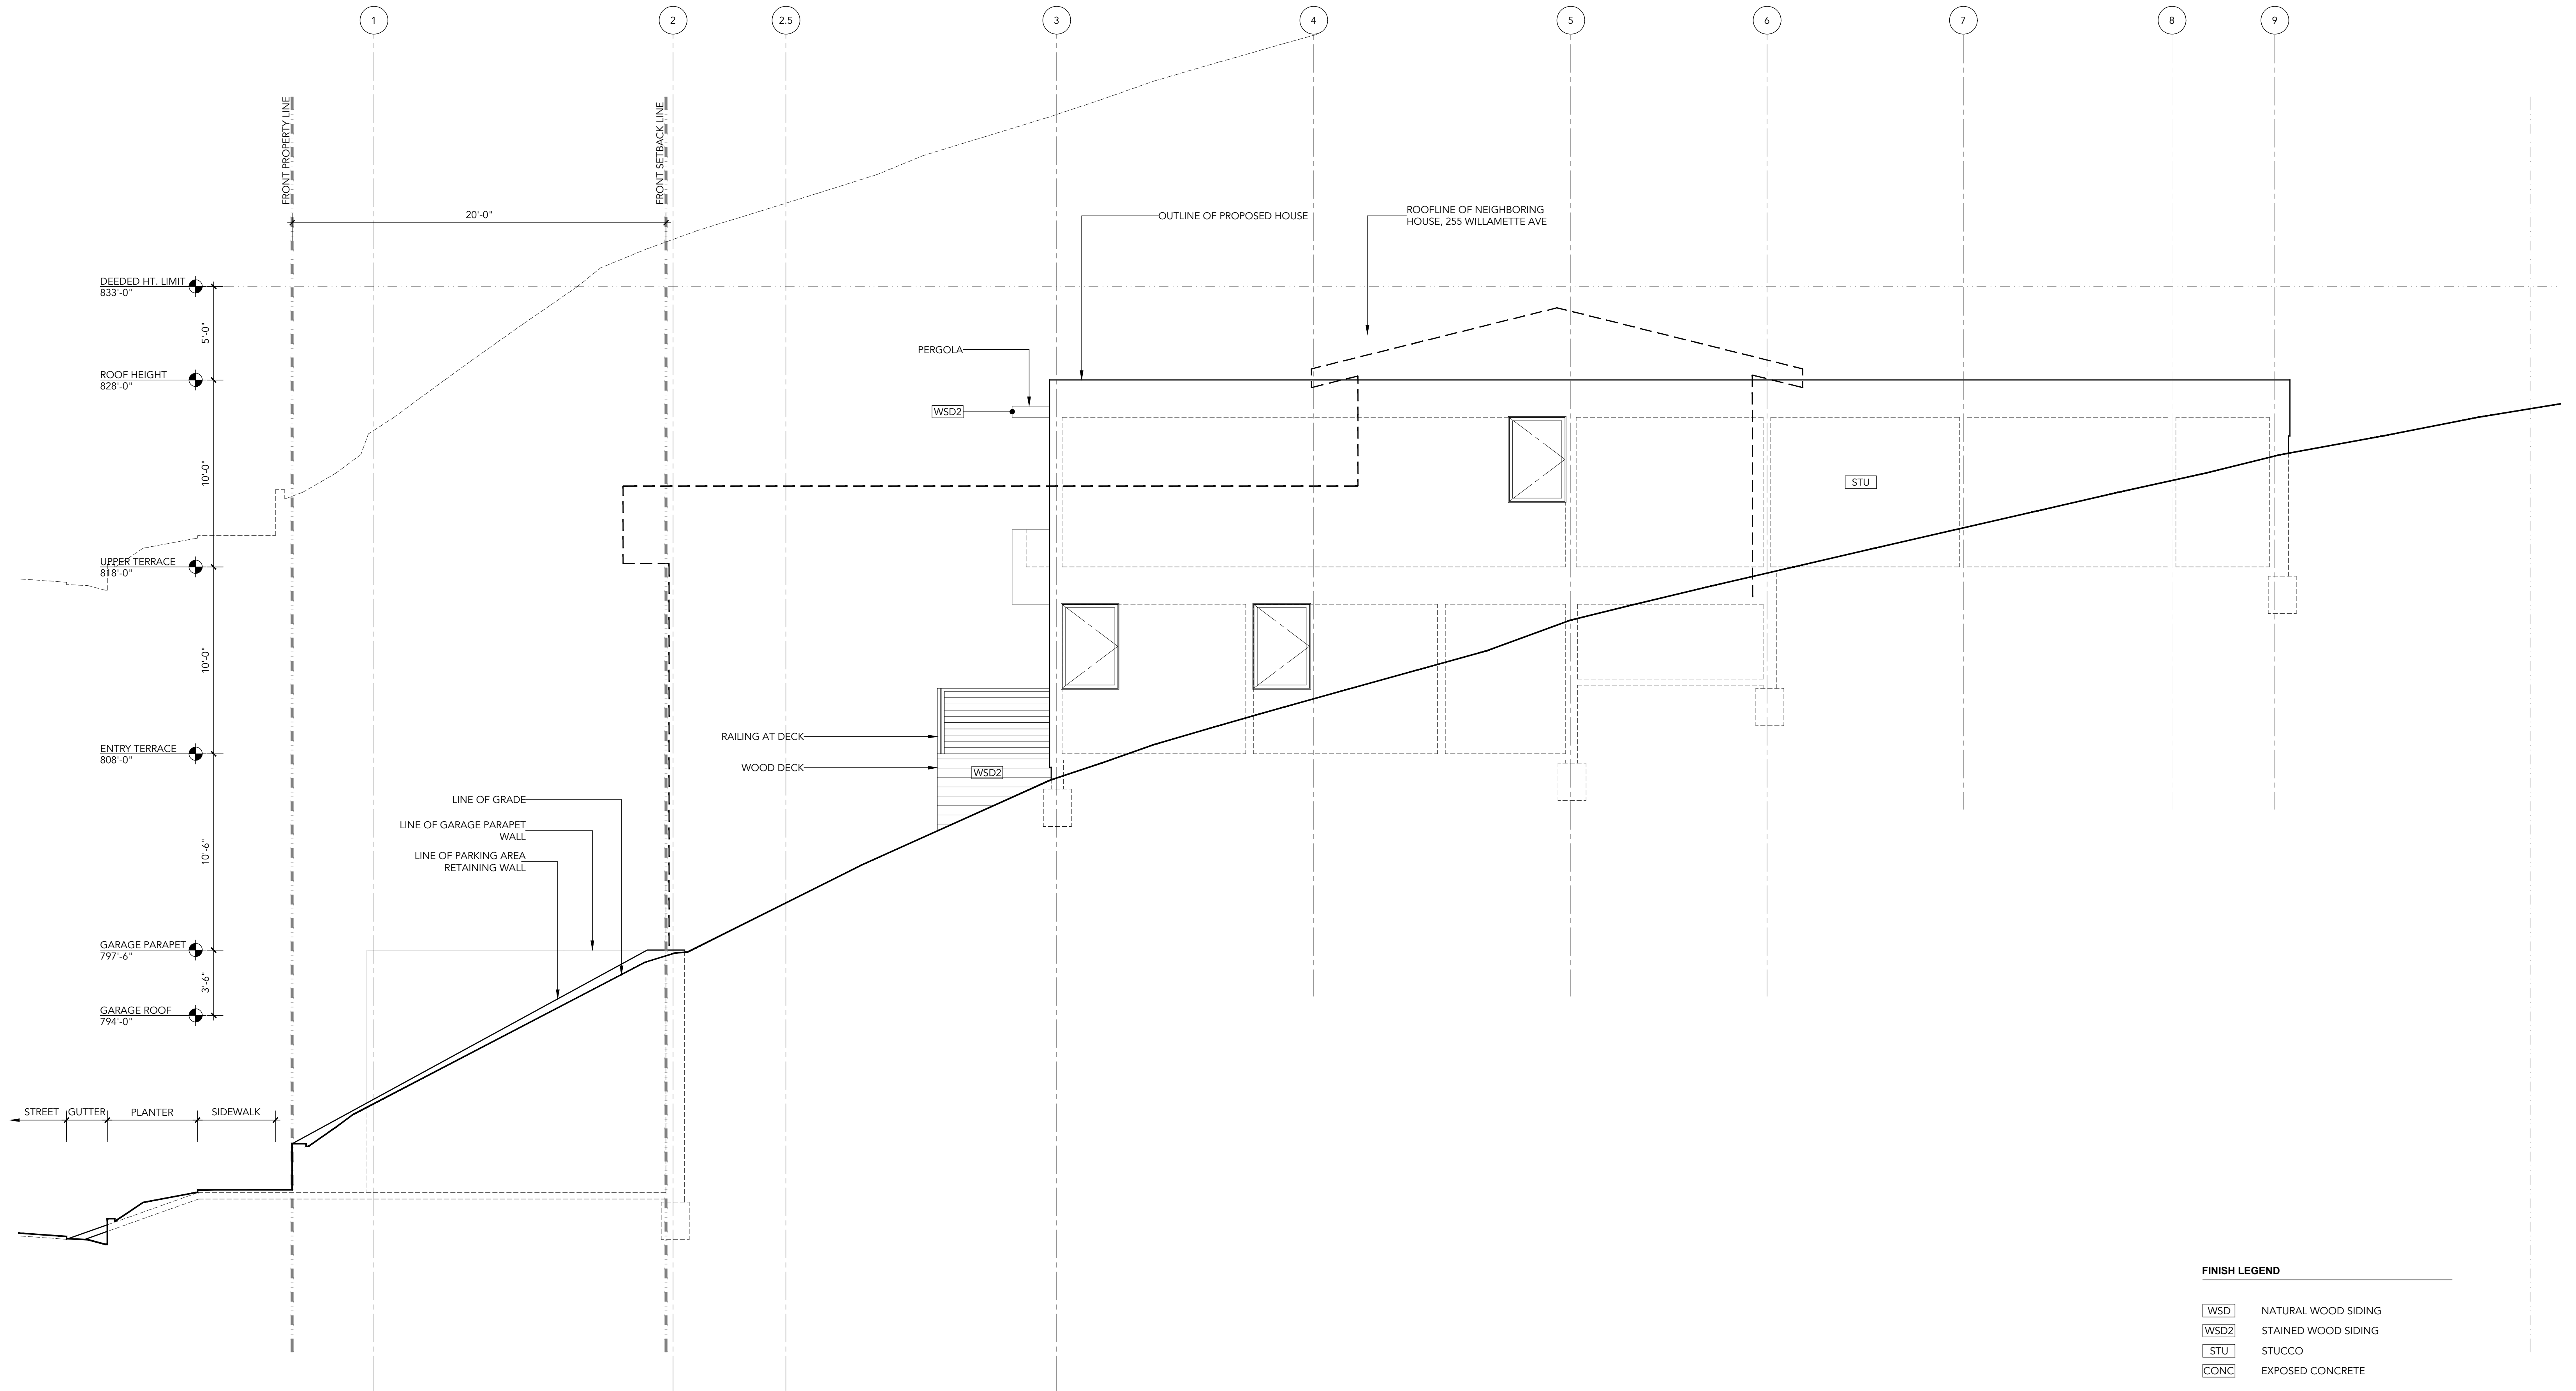 1
2
2.5
3
4
5
6
7
8
9
FRONT PROPERTY LINE
FRONT SETBACK LINE
20'-0"
OUTLINE OF PROPOSED HOUSE
ROOFLINE OF NEIGHBORING
HOUSE, 255 WILLAMETTE AVE
DEEDED HT. LIMIT
833'-0"
5'-0"
PERGOLA
ROOF HEIGHT
828'-0"
WSD2
10'-0"
STU
UPPER TERRACE
818'-0"
10'-0"
RAILING AT DECK
ENTRY TERRACE
808'-0"
WOOD DECK
WSD2
LINE OF GRADE
LINE OF GARAGE PARAPET
WALL
10'-6"
LINE OF PARKING AREA
RETAINING WALL
GARAGE PARAPET
797'-6"
3'-6"
GARAGE ROOF
794'-0"
STREET
GUTTER
PLANTER
SIDEWALK
FINISH LEGEND
WSD NATURAL WOOD SIDING
WSD2 STAINED WOOD SIDING
STU STUCCO
CONC EXPOSED CONCRETE